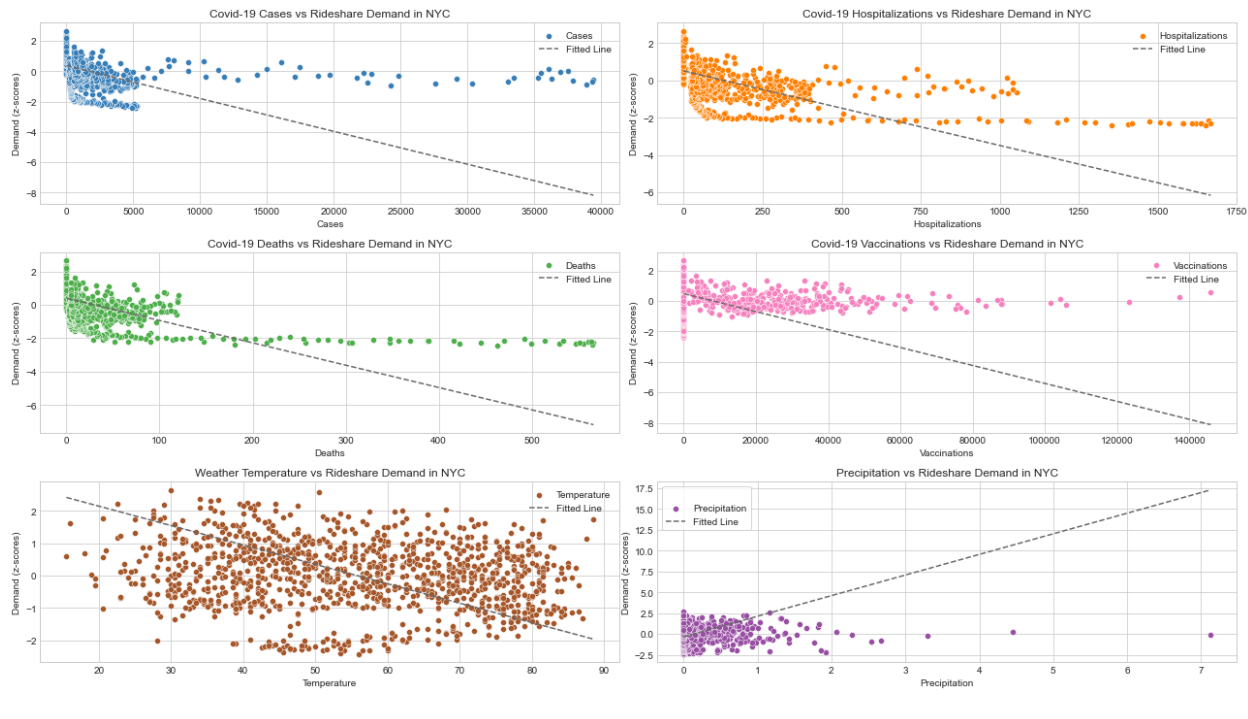 Covid-19 Cases vs Rideshare Demand in NYC
Demand (z-scores)
2
0
−2
−4
−6
−8
Cases
Fitted Line
0 5000 10000 15000 20000 25000 30000 35000 40000
Cases
Covid-19 Hospitalizations vs Rideshare Demand in NYC
Demand (z-scores)
2
0
−2
−4
−6
Hospitalizations
Fitted Line
0 250 500 750 1000 1250 1500 1750
Hospitalizations
Covid-19 Deaths vs Rideshare Demand in NYC
Demand (z-scores)
2
0
−2
−4
−6
Deaths
Fitted Line
0 100 200 300 400 500
Deaths
Covid-19 Vaccinations vs Rideshare Demand in NYC
Demand (z-scores)
2
0
−2
−4
−6
−8
Vaccinations
Fitted Line
0 20000 40000 60000 80000 100000 120000 140000
Vaccinations
Weather Temperature vs Rideshare Demand in NYC
Demand (z-scores)
2
1
0
−1
−2
Temperature
Fitted Line
20 30 40 50 60 70 80 90
Temperature
Precipitation vs Rideshare Demand in NYC
Demand (z-scores)
17.5
15.0
12.5
10.0
7.5
5.0
2.5
0.0
−2.5
Precipitation
Fitted Line
0 1 2 3 4 5 6 7
Precipitation